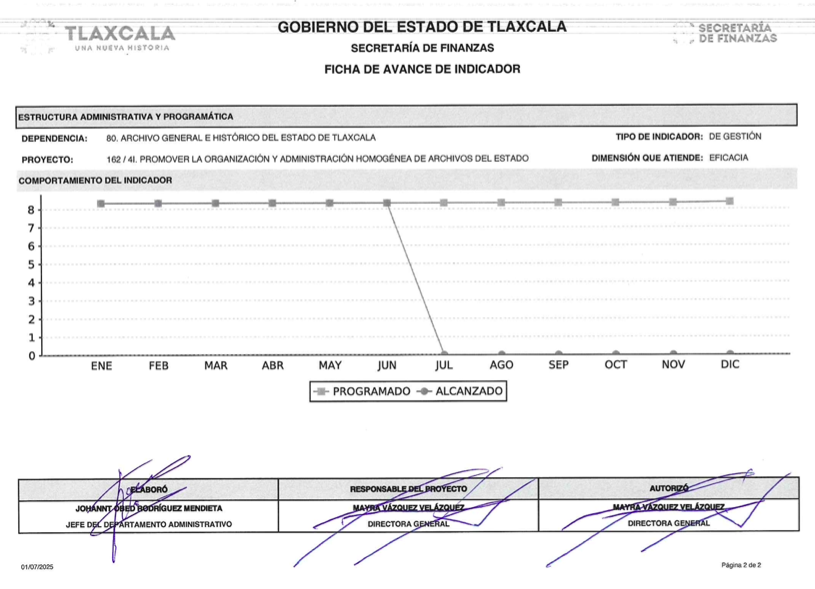 TLAXCALA
UNA NUEVA HISTORIA
GOBIERNO DEL ESTADO DE TLAXCALA
SECRETARÍA DE FINANZAS
FICHA DE AVANCE DE INDICADOR
SECRETARÍA
DE FINANZAS
ESTRUCTURA ADMINISTRATIVA Y PROGRAMÁTICA
DEPENDENCIA: 80. ARCHIVO GENERAL E HISTÓRICO DEL ESTADO DE TLAXCALA TIPO DE INDICADOR: DE GESTIÓN
PROYECTO: 162 / 4I. PROMOVER LA ORGANIZACIÓN Y ADMINISTRACIÓN HOMOGÉNEA DE ARCHIVOS DEL ESTADO DIMENSIÓN QUE ATIENDE: EFICACIA
COMPORTAMIENTO DEL INDICADOR
8
7
6
5
4
3
2
1
0
ENE FEB MAR ABR MAY JUN JUL AGO SEP OCT NOV DIC
PROGRAMADO ALCANZADO
ELABORÓ RESPONSABLE DEL PROYECTO AUTORIZÓ
JOHANNT OBED RODRÍGUEZ MENDIETA MAYRA VÁZQUEZ VELÁZQUEZ MAYRA VÁZQUEZ VELÁZQUEZ
JEFE DEL DEPARTAMENTO ADMINISTRATIVO DIRECTORA GENERAL DIRECTORA GENERAL
01/07/2025 Página 2 de 2